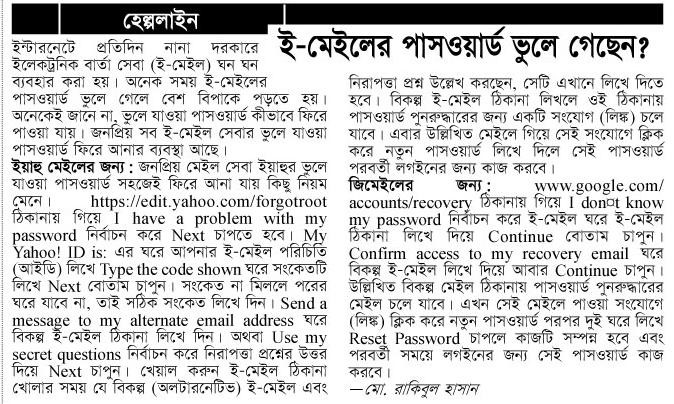 হেল্পলাইন
ই-মেইলের পাসওয়ার্ড ভুলে গেছেন?
ইন্টারনেটে প্রতিদিন নানা দরকারে
ইলেকট্রনিক বার্তা সেবা (ই-মেইল) ঘন ঘন
ব্যবহার করা হয়। অনেক সময় ই-মেইলের
পাসওয়ার্ড ভুলে গেলে বেশ বিপাকে পড়তে হয়।
অনেকেই জানে না, ভুলে যাওয়া পাসওয়ার্ড কীভাবে ফিরে
পাওয়া যায়। জনপ্রিয় সব ই-মেইল সেবার ভুলে যাওয়া
পাসওয়ার্ড ফিরে আনার ব্যবস্থা আছে।
ইয়াহু মেইলের জন্য : জনপ্রিয় মেইল সেবা ইয়াহুর ভুলে
যাওয়া পাসওয়ার্ড সহজেই ফিরে আনা যায় কিছু নিয়ম
মেনে। https://edit.yahoo.com/forgotroot
ঠিকানায় গিয়ে I have a problem with my
password নির্বাচন করে Next চাপতে হবে। My
Yahoo! ID is: এর ঘরে আপনার ই-মেইল পরিচিতি
(আইডি) লিখে Type the code shown ঘরে সংকেতটি
লিখে Next বোতাম চাপুন। সংকেত না মিললে পরের
ঘরে যাবে না, তাই সঠিক সংকেত লিখে দিন। Send a
message to my alternate email address ঘরে
বিকল্প ই-মেইল ঠিকানা লিখে দিন। অথবা Use my
secret questions নির্বাচন করে নিরাপত্তা প্রশ্নের উত্তর
দিয়ে Next চাপুন। খেয়াল করুন ই-মেইল ঠিকানা
খোলার সময় যে বিকল্প (অলটারনেটিভ) ই-মেইল এবং
নিরাপত্তা প্রশ্ন উল্লেখ করছেন, সেটি এখানে লিখে দিতে
হবে। বিকল্প ই-মেইল ঠিকানা লিখলে ওই ঠিকানায়
পাসওয়ার্ড পুনরুদ্ধারের জন্য একটি সংযোগ (লিঙ্ক) চলে
যাবে। এবার উল্লিখিত মেইলে গিয়ে সেই সংযোগে ক্লিক
করে নতুন পাসওয়ার্ড লিখে দিলে সেই পাসওয়ার্ড
পরবর্তী লগইনের জন্য কাজ করবে।
জিমেইলের জন্য : www.google.com/
accounts/recovery ঠিকানায় গিয়ে I don¤t know
my password নির্বাচন করে ই-মেইল ঘরে ই-মেইল
ঠিকানা লিখে দিয়ে Continue বোতাম চাপুন।
Confirm access to my recovery email ঘরে
বিকল্প ই-মেইল লিখে দিয়ে আবার Continue চাপুন।
উল্লিখিত বিকল্প মেইল ঠিকানায় পাসওয়ার্ড পুনরুদ্ধারের
মেইল চলে যাবে। এখন সেই মেইলে পাওয়া সংযোগে
(লিঙ্ক) ক্লিক করে নতুন পাসওয়ার্ড পরপর দুই ঘরে লিখে
Reset Password চাপলে কাজটি সম্পন্ন হবে এবং
পরবর্তী সময়ে লগইনের জন্য সেই পাসওয়ার্ড কাজ
করবে।
—মো. রাকিবুল হাসান